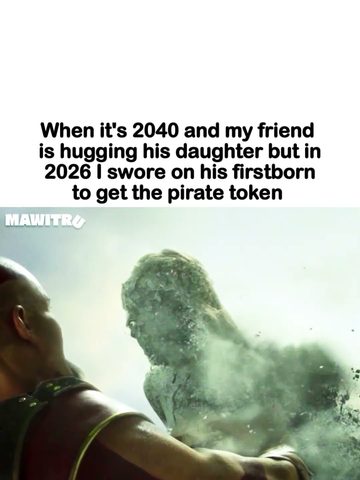 When it's 2040 and my friend
is hugging his daughter but in
2026 I swore on his firstborn
to get the pirate token
MAWITRU